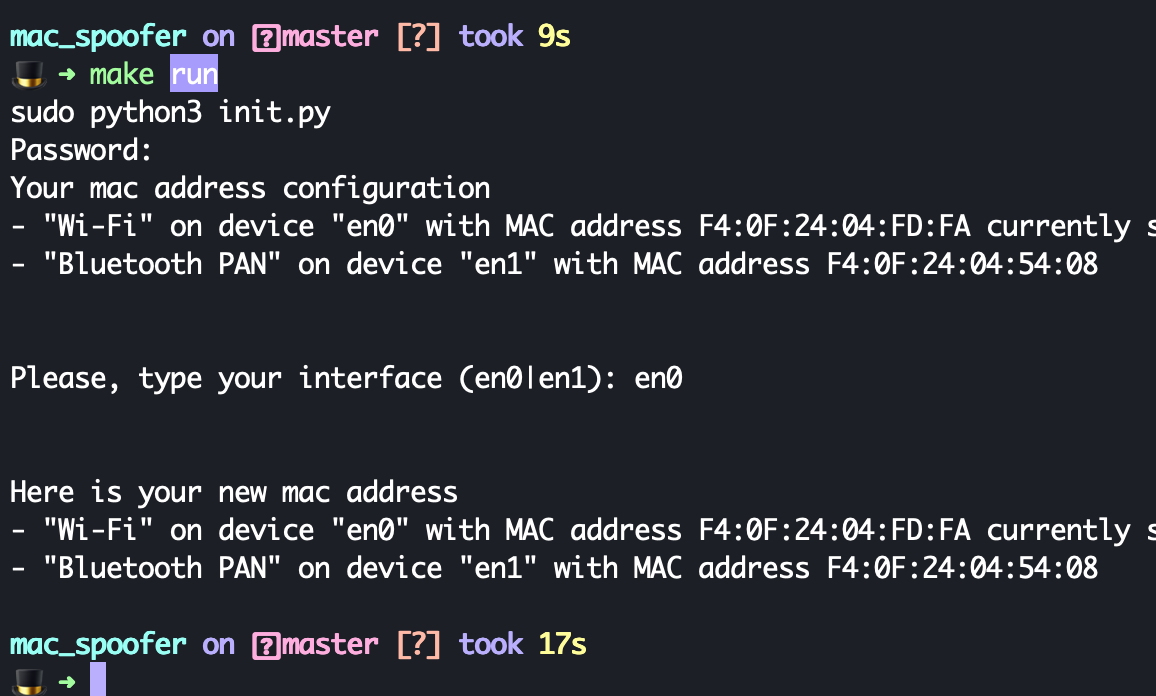 mac_spoofer on [?]master [?] took 9s
→ make run
sudo python3 init.py
Password:
Your mac address configuration
- "Wi-Fi" on device "en0" with MAC address F4:0F:24:04:FD:FA currently s
- "Bluetooth PAN" on device "en1" with MAC address F4:0F:24:04:54:08
Please, type your interface (en0|en1): en0
Here is your new mac address
- "Wi-Fi" on device "en0" with MAC address F4:0F:24:04:FD:FA currently s
- "Bluetooth PAN" on device "en1" with MAC address F4:0F:24:04:54:08
mac_spoofer on [?]master [?] took 17s
→